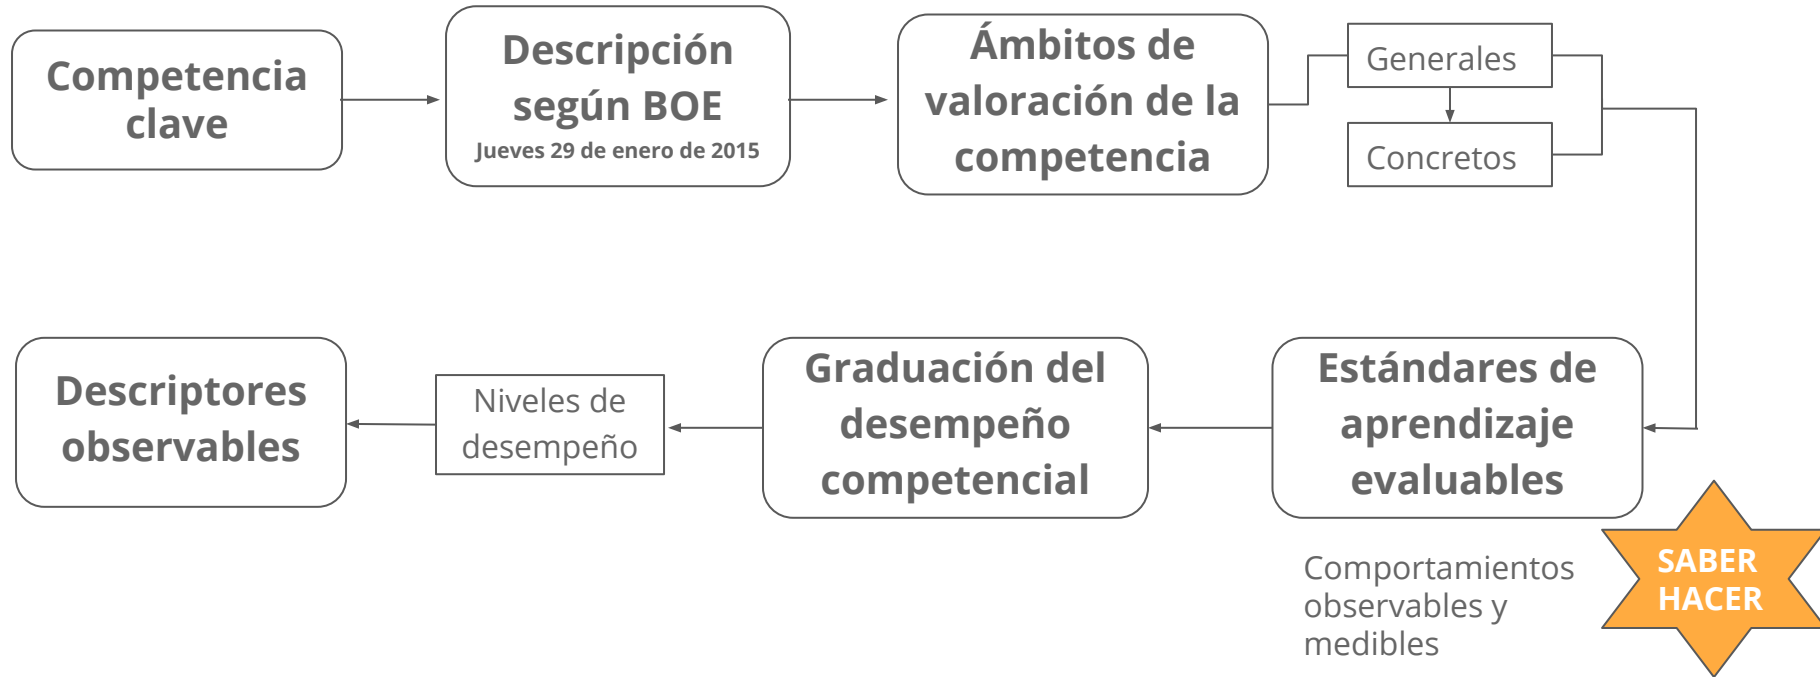 Competencia
clave
Descripción
según BOE
Jueves 29 de enero de 2015
Ámbitos de
valoración de la
competencia
Generales
Concretos
Descriptores
observables
Niveles de
desempeño
Graduación del
desempeño
competencial
Estándares de
aprendizaje
evaluables
Comportamientos
observables y
medibles
SABER
HACER